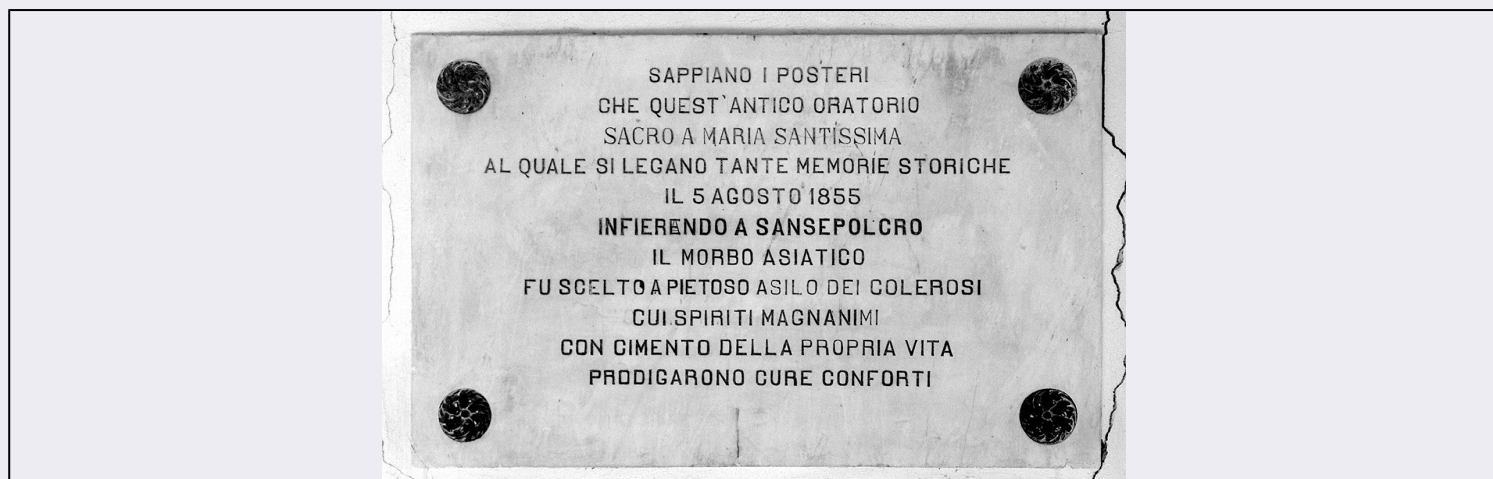 SAPPIANO I POSTERI
CHE QUEST'ANTICO ORATORIO
SACRO A MARIA SANTISSIMA
AL QUALE SI LEGANO TANTE MEMORIE STORICHE
IL 5 AGOSTO 1855
INFIERENDO A SANSEPOLCRO
IL MORBO ASIATICO
FU SCELTO A PIETOSO ASILO DEI COLEROSI
CUI SPIRITI MAGNANIMI
CON CIMENTO DELLA PROPRIA VITA
PRODIGARONO CURE CONFORTI